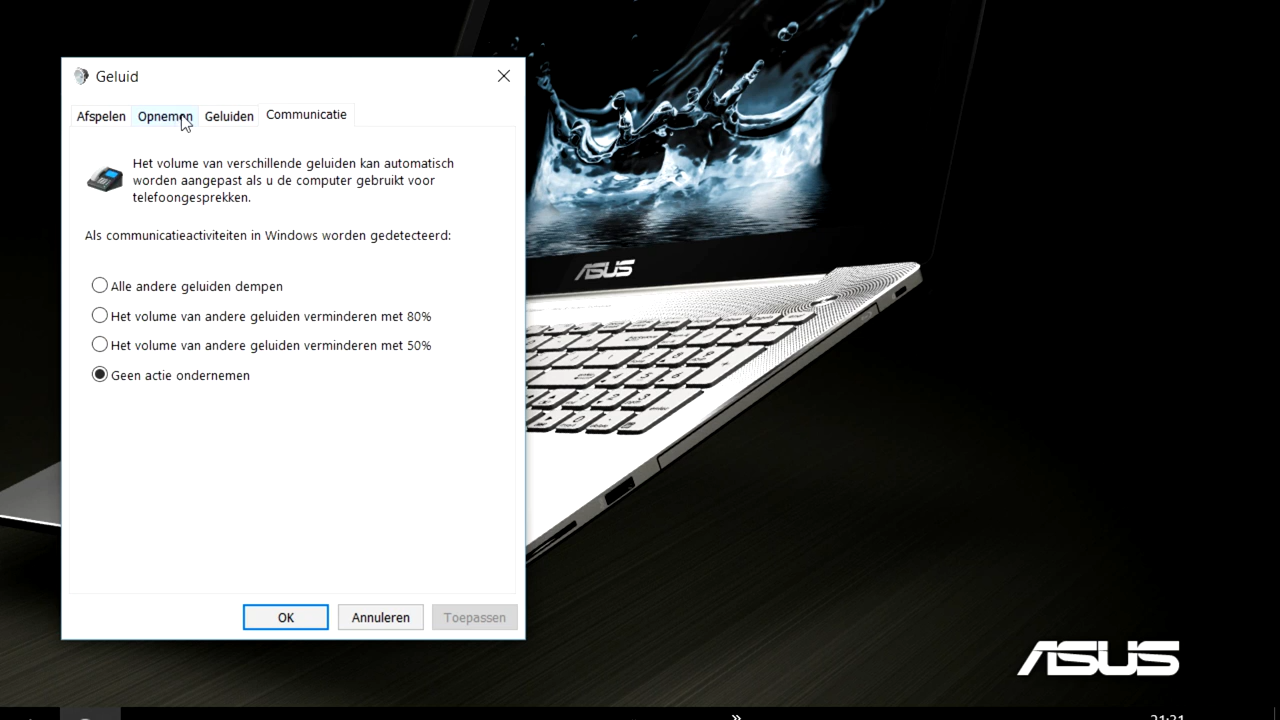 Geluid
Afspelen
Opnemen
Geluiden
Communicatie
Het volume van verschillende geluiden kan automatisch
worden aangepast als u de computer gebruikt voor
telefoongesprekken.
Als communicatieactiviteiten in Windows worden gedetecteerd:
Alle andere geluiden dempen
Het volume van andere geluiden verminderen met 80%
Het volume van andere geluiden verminderen met 50%
Geen actie ondernemen
OK
Annuleren
Toepassen
ASUS
ASUS